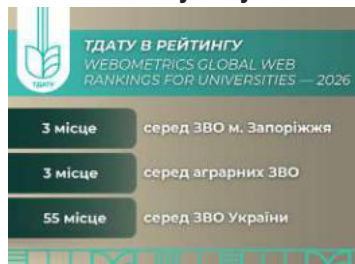 ТДАТУ В РЕЙТИНГУ
WEBOMETRICS GLOBAL WEB
RANKINGS FOR UNIVERSITIES — 2026
ТДАТУ
3 місце
серед ЗВО м. Запоріжжя
3 місце
серед аграрних ЗВО
55 місце
серед ЗВО України